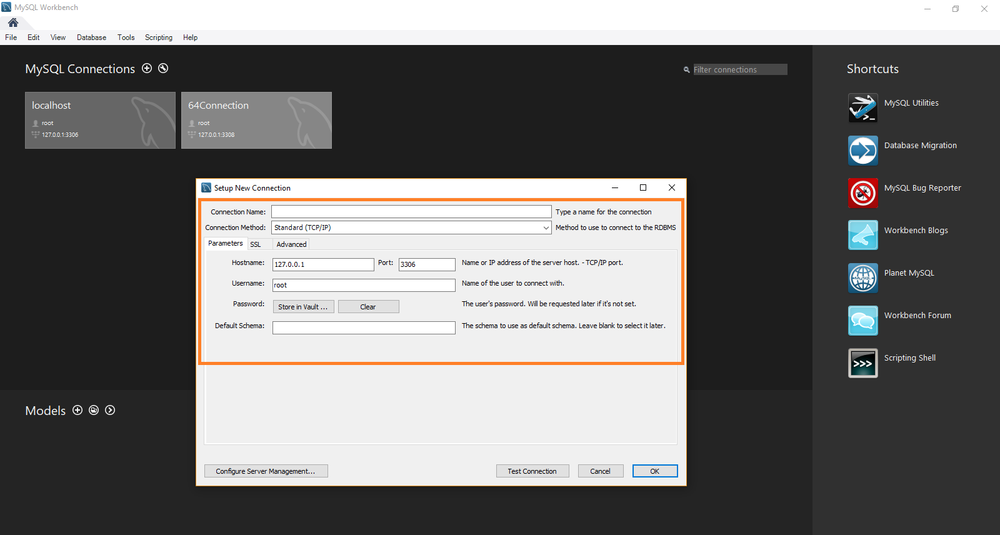 MySQL Workbench
File Edit View Database Tools Scripting Help
MySQL Connections
Filter connections
localhost
root
127.0.0.1:3306
64Connection
root
127.0.0.1:3308
Shortcuts
MySQL Utilities
Database Migration
MySQL Bug Reporter
Workbench Blogs
MySQL
Planet MySQL
Workbench Forum
>>>
Scripting Shell
Setup New Connection
Connection Name: Type a name for the connection
Connection Method: Standard (TCP/IP) Method to use to connect to the RDBMS
Parameters SSL Advanced
Hostname: 127.0.0.1 Port: 3306 Name or IP address of the server host. - TCP/IP port.
Username: root Name of the user to connect with.
Password: Store in Vault ... Clear The user's password. Will be requested later if it's not set.
Default Schema: The schema to use as default schema. Leave blank to select it later.
Configure Server Management... Test Connection Cancel OK
Models